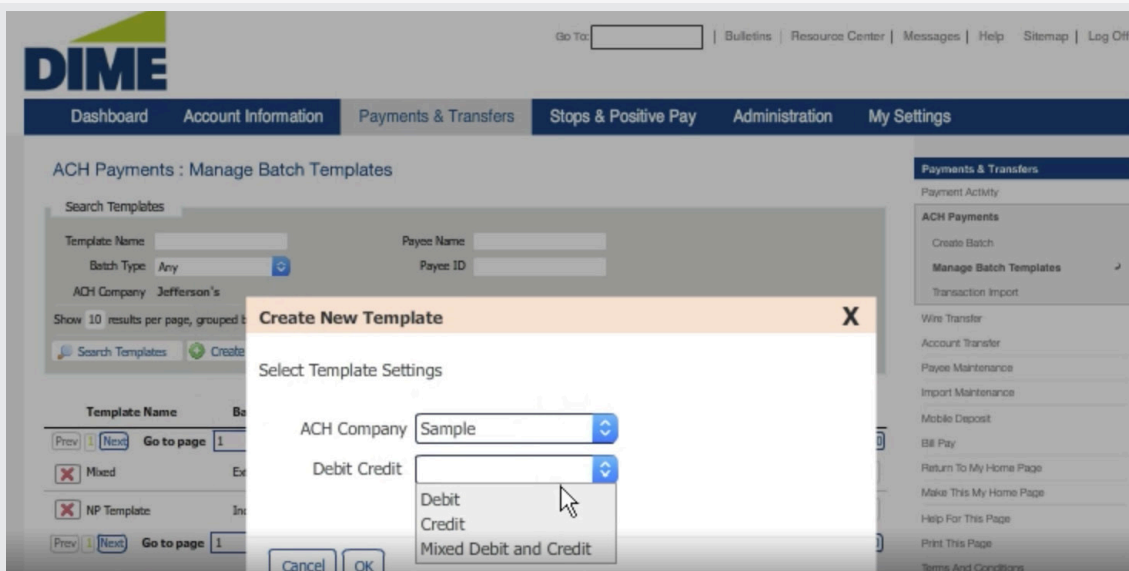 DIME
Go To: | Bulletins | Resource Center | Messages | Help Sitemap | Log Off
Dashboard Account Information Payments & Transfers Stops & Positive Pay Administration My Settings
ACH Payments : Manage Batch Templates
Search Templates
Template Name Payee Name
Batch Type Any Payee ID
ACH Company Jefferson's
Show 10 results per page, grouped
Search Templates Create
Template Name
Prev 1 Next Go to page 1
Mixed
NP Template
Prev 1 Next Go to page 1
Create New Template X
Select Template Settings
ACH Company Sample
Debit Credit
Debit
Credit
Mixed Debit and Credit
Cancel OK
Payments & Transfers
Payment Activity
ACH Payments
Create Batch
Manage Batch Templates
Transaction Import
Wire Transfer
Account Transfer
Payee Maintenance
Import Maintenance
Mobile Deposit
Bill Pay
Return To My Home Page
Make This My Home Page
Help For This Page
Print This Page
Terms And Conditions